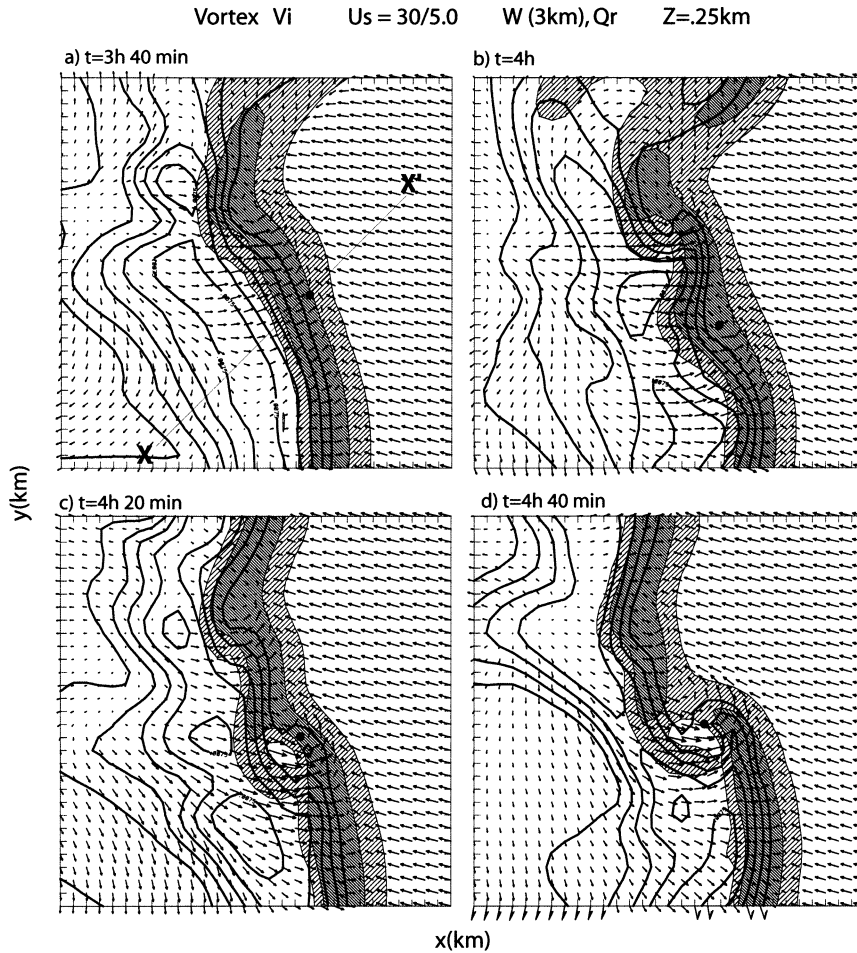 Vortex Vi Us = 30/5.0 W (3km), Qr Z=.25km
a) t=3h 40 min
b) t=4h
X'
X
y(km)
c) t=4h 20 min
d) t=4h 40 min
x(km)